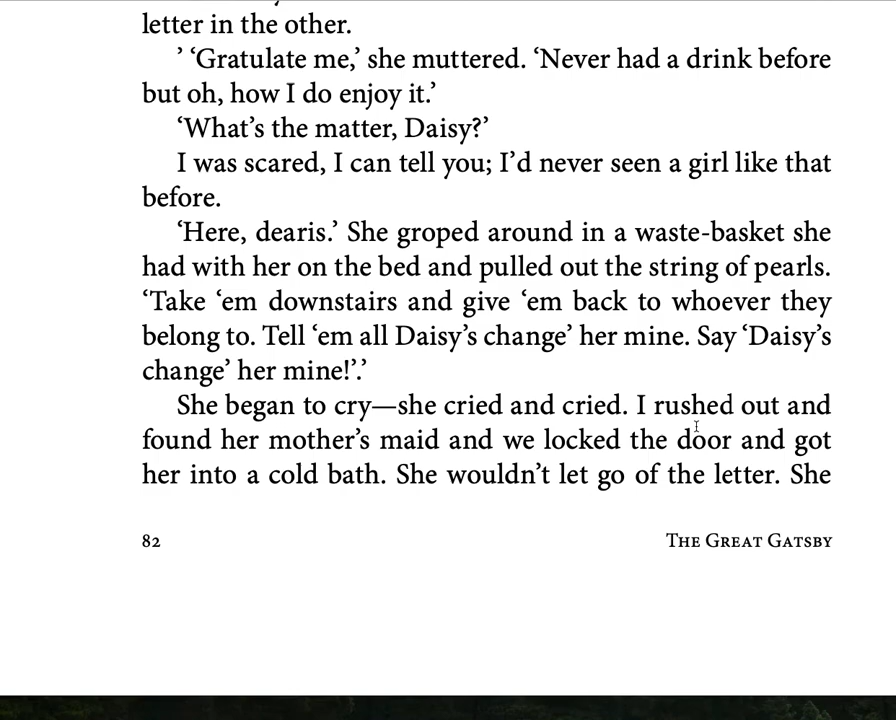 letter in the other.
’ ‘Gratulate me,’ she muttered. ‘Never had a drink before
but oh, how I do enjoy it.’
‘What’s the matter, Daisy?’
I was scared, I can tell you; I’d never seen a girl like that
before.
‘Here, dearis.’ She groped around in a waste-basket she
had with her on the bed and pulled out the string of pearls.
‘Take ‘em downstairs and give ‘em back to whoever they
belong to. Tell ‘em all Daisy’s change’ her mine. Say ‘Daisy’s
change’ her mine!’.’
She began to cry—she cried and cried. I rushed out and
found her mother’s maid and we locked the door and got
her into a cold bath. She wouldn’t let go of the letter. She
82 The Great Gatsby